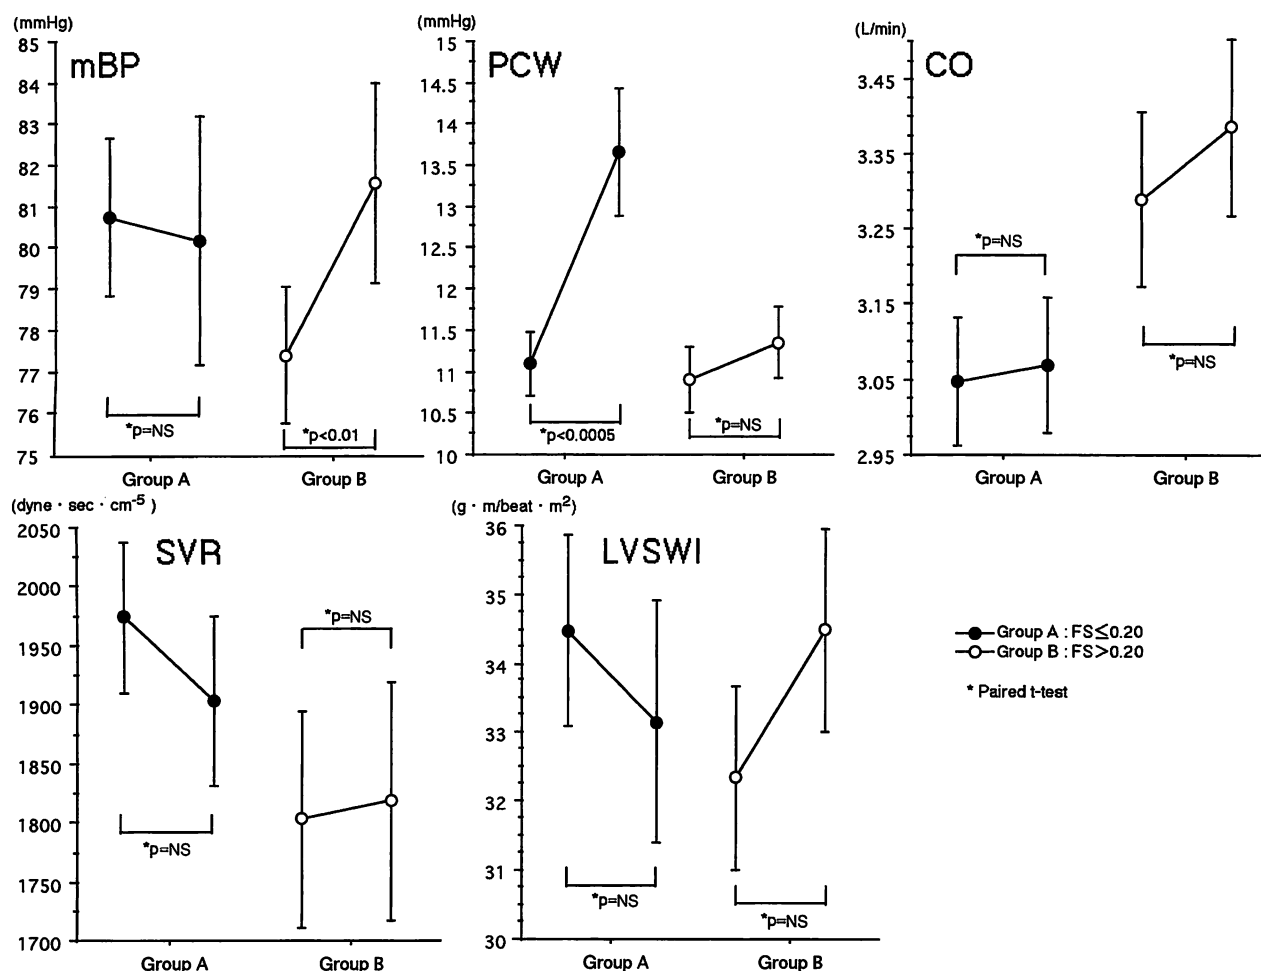 (mmHg)
mBP
85
84
83
82
81
80
79
78
77
76
75
*p=NS
*p<0.01
Group A
Group B
(mmHg)
PCW
15
14.5
14
13.5
13
12.5
12
11.5
11
10.5
10
*p<0.0005
*p=NS
Group A
Group B
(L/min)
CO
3.45
3.35
3.25
3.15
3.05
2.95
*p=NS
*p=NS
Group A
Group B
(dyne・sec・cm-5)
SVR
2050
2000
1950
1900
1850
1800
1750
1700
*p=NS
*p=NS
Group A
Group B
(g・m/beat・m²)
LVSWI
36
35
34
33
32
31
30
*p=NS
*p=NS
Group A
Group B
Group A : FS≤0.20
Group B : FS>0.20
* Paired t-test